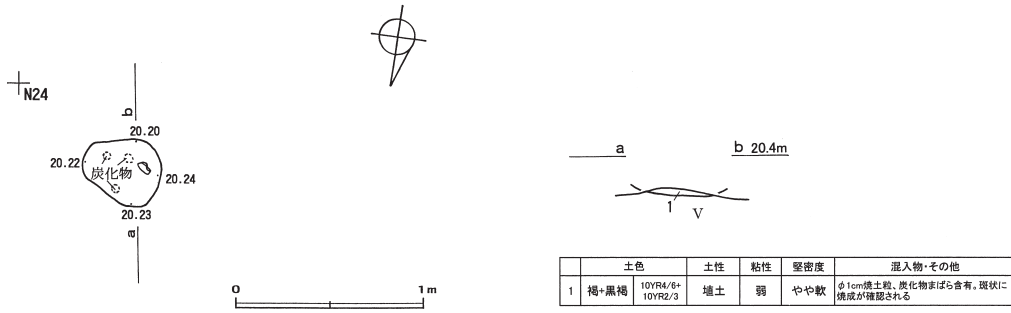 N24
b
20.20
20.22
炭化物
20.24
20.23
a
0 1m
a
b 20.4m
1
V
土色 土性 粘性 堅密度 混入物・その他
1 褐+黒褐 10YR4/6+ 10YR2/3 埴土 弱 やや軟 φ1cm焼土粒、炭化物まばら含有。斑状に
焼成が確認される